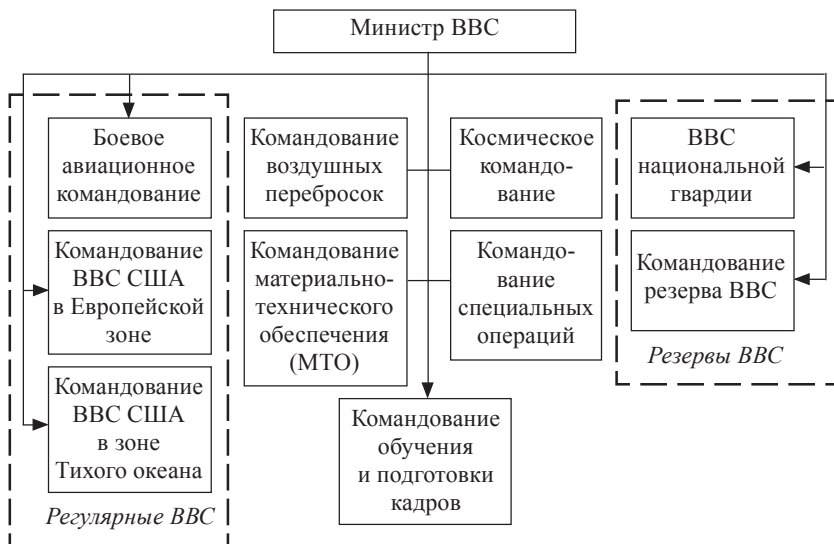 Министр ВВС
Боевое
авиационное
командование
Командование
ВВС США
в Европейской
зоне
Командование
ВВС США
в зоне
Тихого океана
Регулярные ВВС
Командование
воздушных
перебросок
Космическое
командо-
вание
Командование
материально-
технического
обеспечения
(МТО)
Командо-
вание
специальных
операций
Командование
обучения
и подготовки
кадров
ВВС
национальной
гвардии
Командование
резерва ВВС
Резервы ВВС